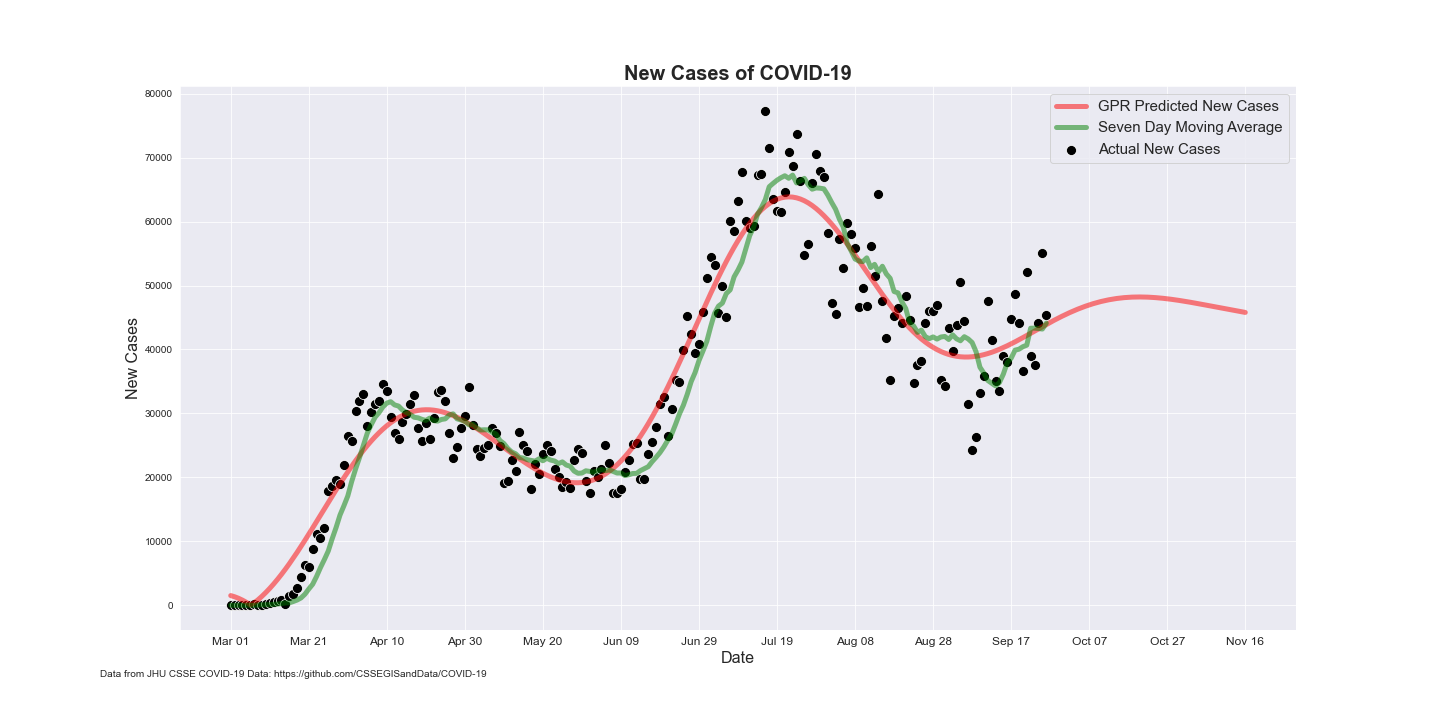 New Cases of COVID-19
GPR Predicted New Cases
Seven Day Moving Average
Actual New Cases
New Cases
80000
70000
60000
50000
40000
30000
20000
10000
0
Mar 01 Mar 21 Apr 10 Apr 30 May 20 Jun 09 Jun 29 Jul 19 Aug 08 Aug 28 Sep 17 Oct 07 Oct 27 Nov 16
Date
Data from JHU CSSE COVID-19 Data: https://github.com/CSSEGISandData/COVID-19